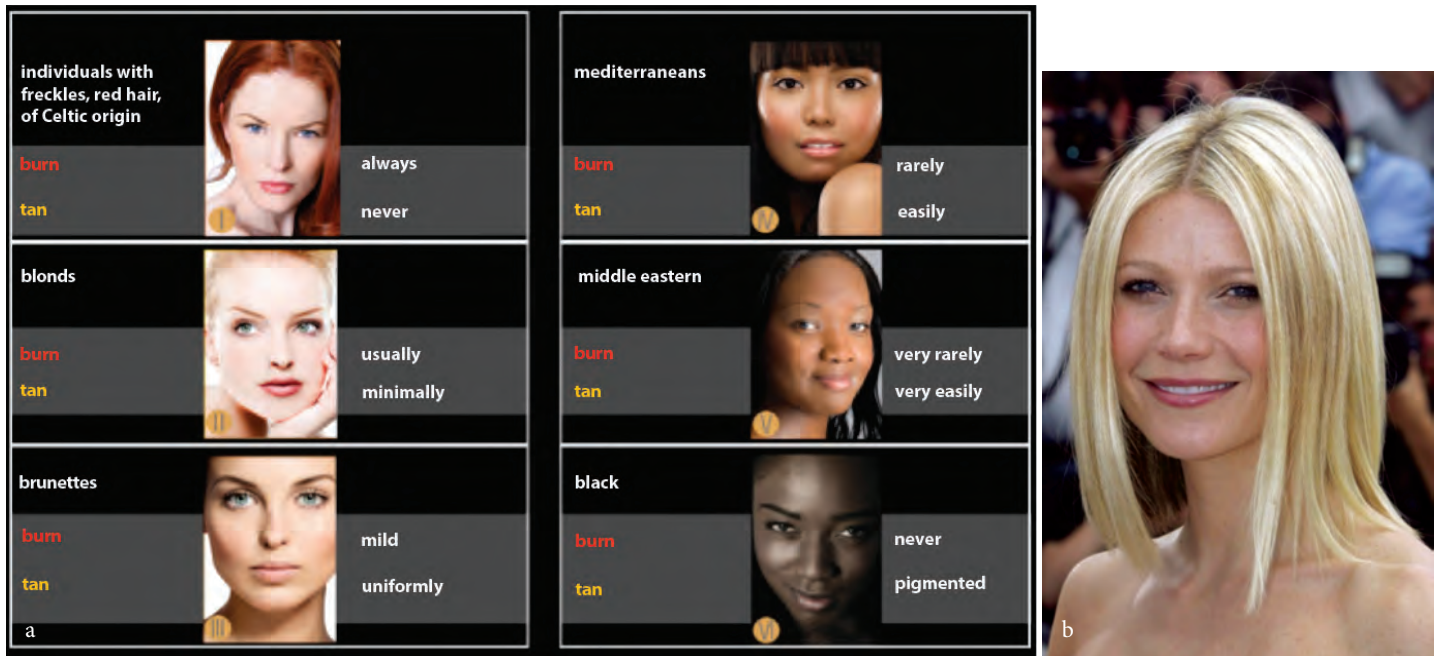 individuals with
freckles, red hair,
of Celtic origin
burn always
tan never
I
blonds
burn usually
tan minimally
II
brunettes
burn mild
tan uniformly
III
a
mediterraneans
burn rarely
tan easily
IV
middle eastern
burn very rarely
tan very easily
V
black
burn never
tan pigmented
VI
b